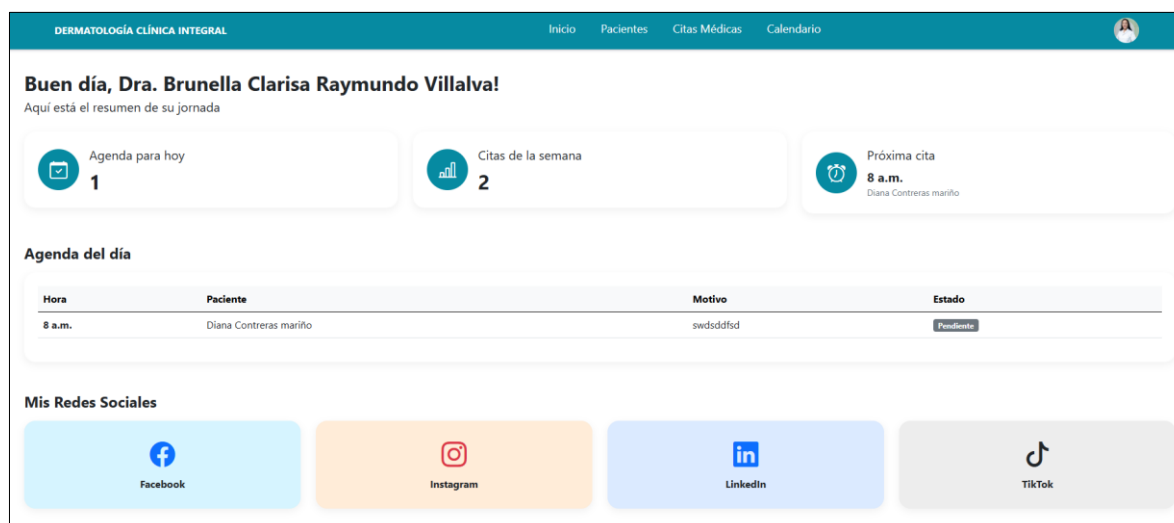 DERMATOLOGÍA CLÍNICA INTEGRAL
Inicio Pacientes Citas Médicas Calendario
Buen día, Dra. Brunella Clarisa Raymundo Villalva!
Aquí está el resumen de su jornada
Agenda para hoy
1
Citas de la semana
2
Próxima cita
8 a.m.
Diana Contreras mariño
Agenda del día
Hora Paciente Motivo Estado
8 a.m. Diana Contreras mariño swdsddfsd Pendiente
Mis Redes Sociales
Facebook Instagram LinkedIn TikTok